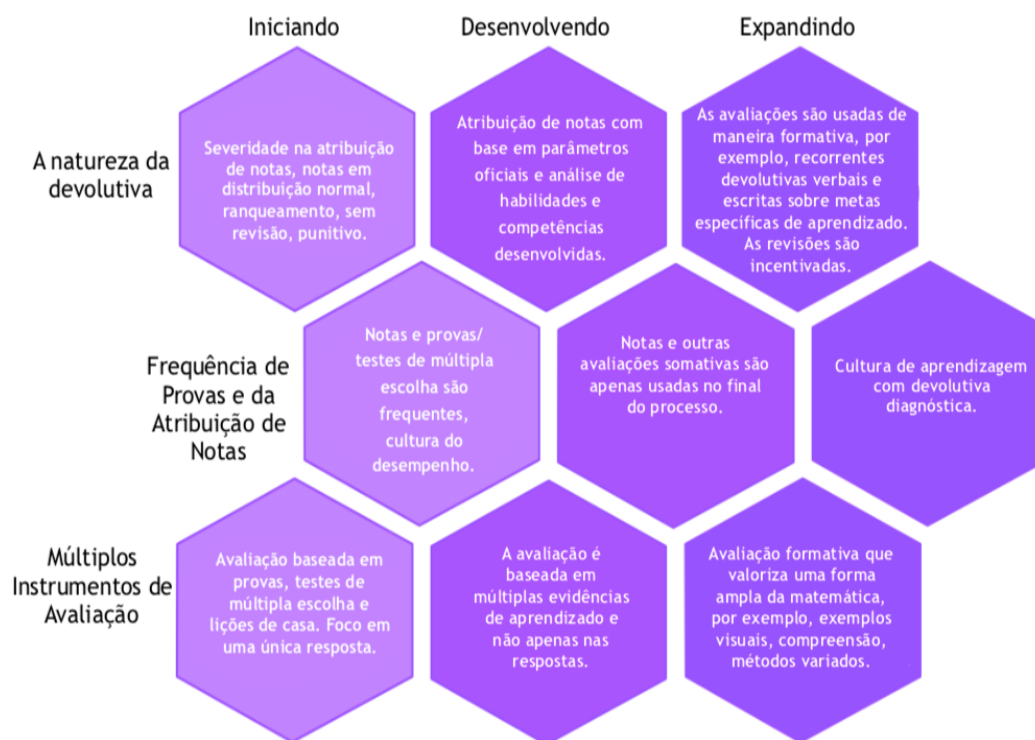 Iniciando
Desenvolvendo
Expandindo
A natureza da
devolutiva
Severidade na atribuição
de notas, notas em
distribuição normal,
ranqueamento, sem
revisão, punitivo.
Atribuição de notas com
base em parâmetros
oficiais e análise de
habilidades e
competências
desenvolvidas.
As avaliações são usadas de
maneira formativa, por
exemplo, recorrentes
devolutivas verbais e
escritas sobre metas
específicas de aprendizado.
As revisões são
incentivadas.
Frequência de
Provas e da
Atribuição de
Notas
Notas e provas/
testes de múltipla
escolha são
frequentes,
cultura do
desempenho.
Notas e outras
avaliações somativas são
apenas usadas no final
do processo.
Cultura de aprendizagem
com devolutiva
diagnóstica.
Múltiplos
Instrumentos de
Avaliação
Avaliação baseada em
provas, testes de
múltipla escolha e
lições de casa. Foco em
uma única resposta.
A avaliação é
baseada em
múltiplas evidências
de aprendizado e
não apenas nas
respostas.
Avaliação formativa que
valoriza uma forma
ampla da matemática,
por exemplo, exemplos
visuais, compreensão,
métodos variados.